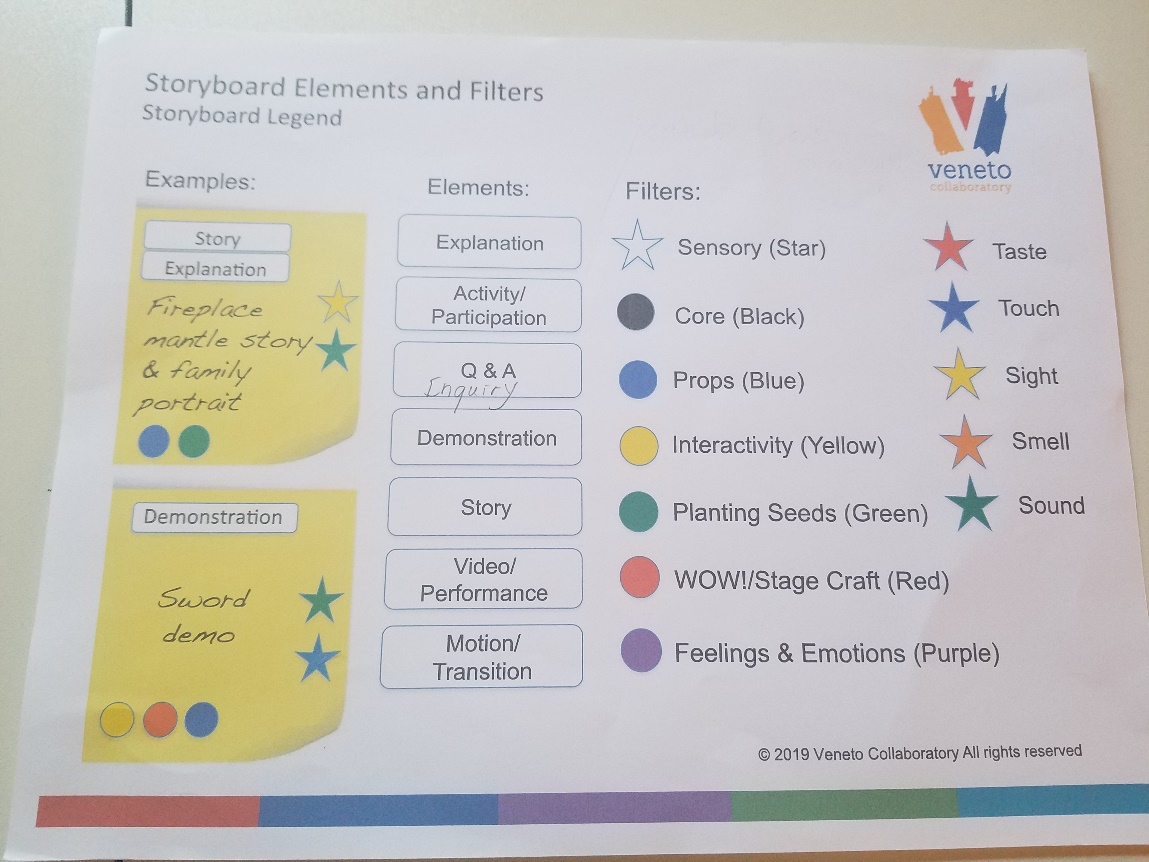 Storyboard Elements and Filters
Storyboard Legend
veneto
collaboratory
Examples:
Story
Explanation
Fireplace
mantle story
& family
portrait
Demonstration
Sword
demo
Elements:
Explanation
Activity/
Participation
Q & A
Inquiry
Demonstration
Story
Video/
Performance
Motion/
Transition
Filters:
Sensory (Star)
Core (Black)
Props (Blue)
Interactivity (Yellow)
Planting Seeds (Green)
WOW!/Stage Craft (Red)
Feelings & Emotions (Purple)
Taste
Touch
Sight
Smell
Sound
© 2019 Veneto Collaboratory All rights reserved